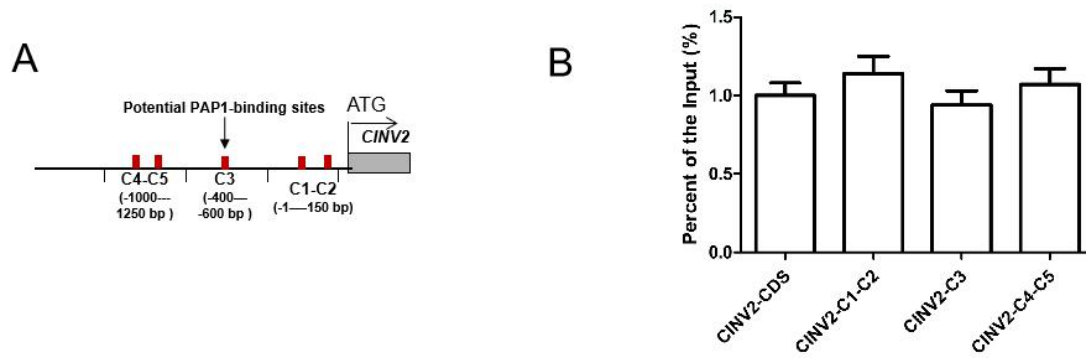 A
Potential PAP1-binding sites
ATG
CINV2
C4-C5
(-1000---
1250 bp )
C3
(-400—
-600 bp)
C1-C2
(-1—-150 bp)
B
Percent of the Input (%)
1.5
1.0
0.5
0.0
CINV2-CDS
CINV2-C1-C2
CINV2-C3
CINV2-C4-C5